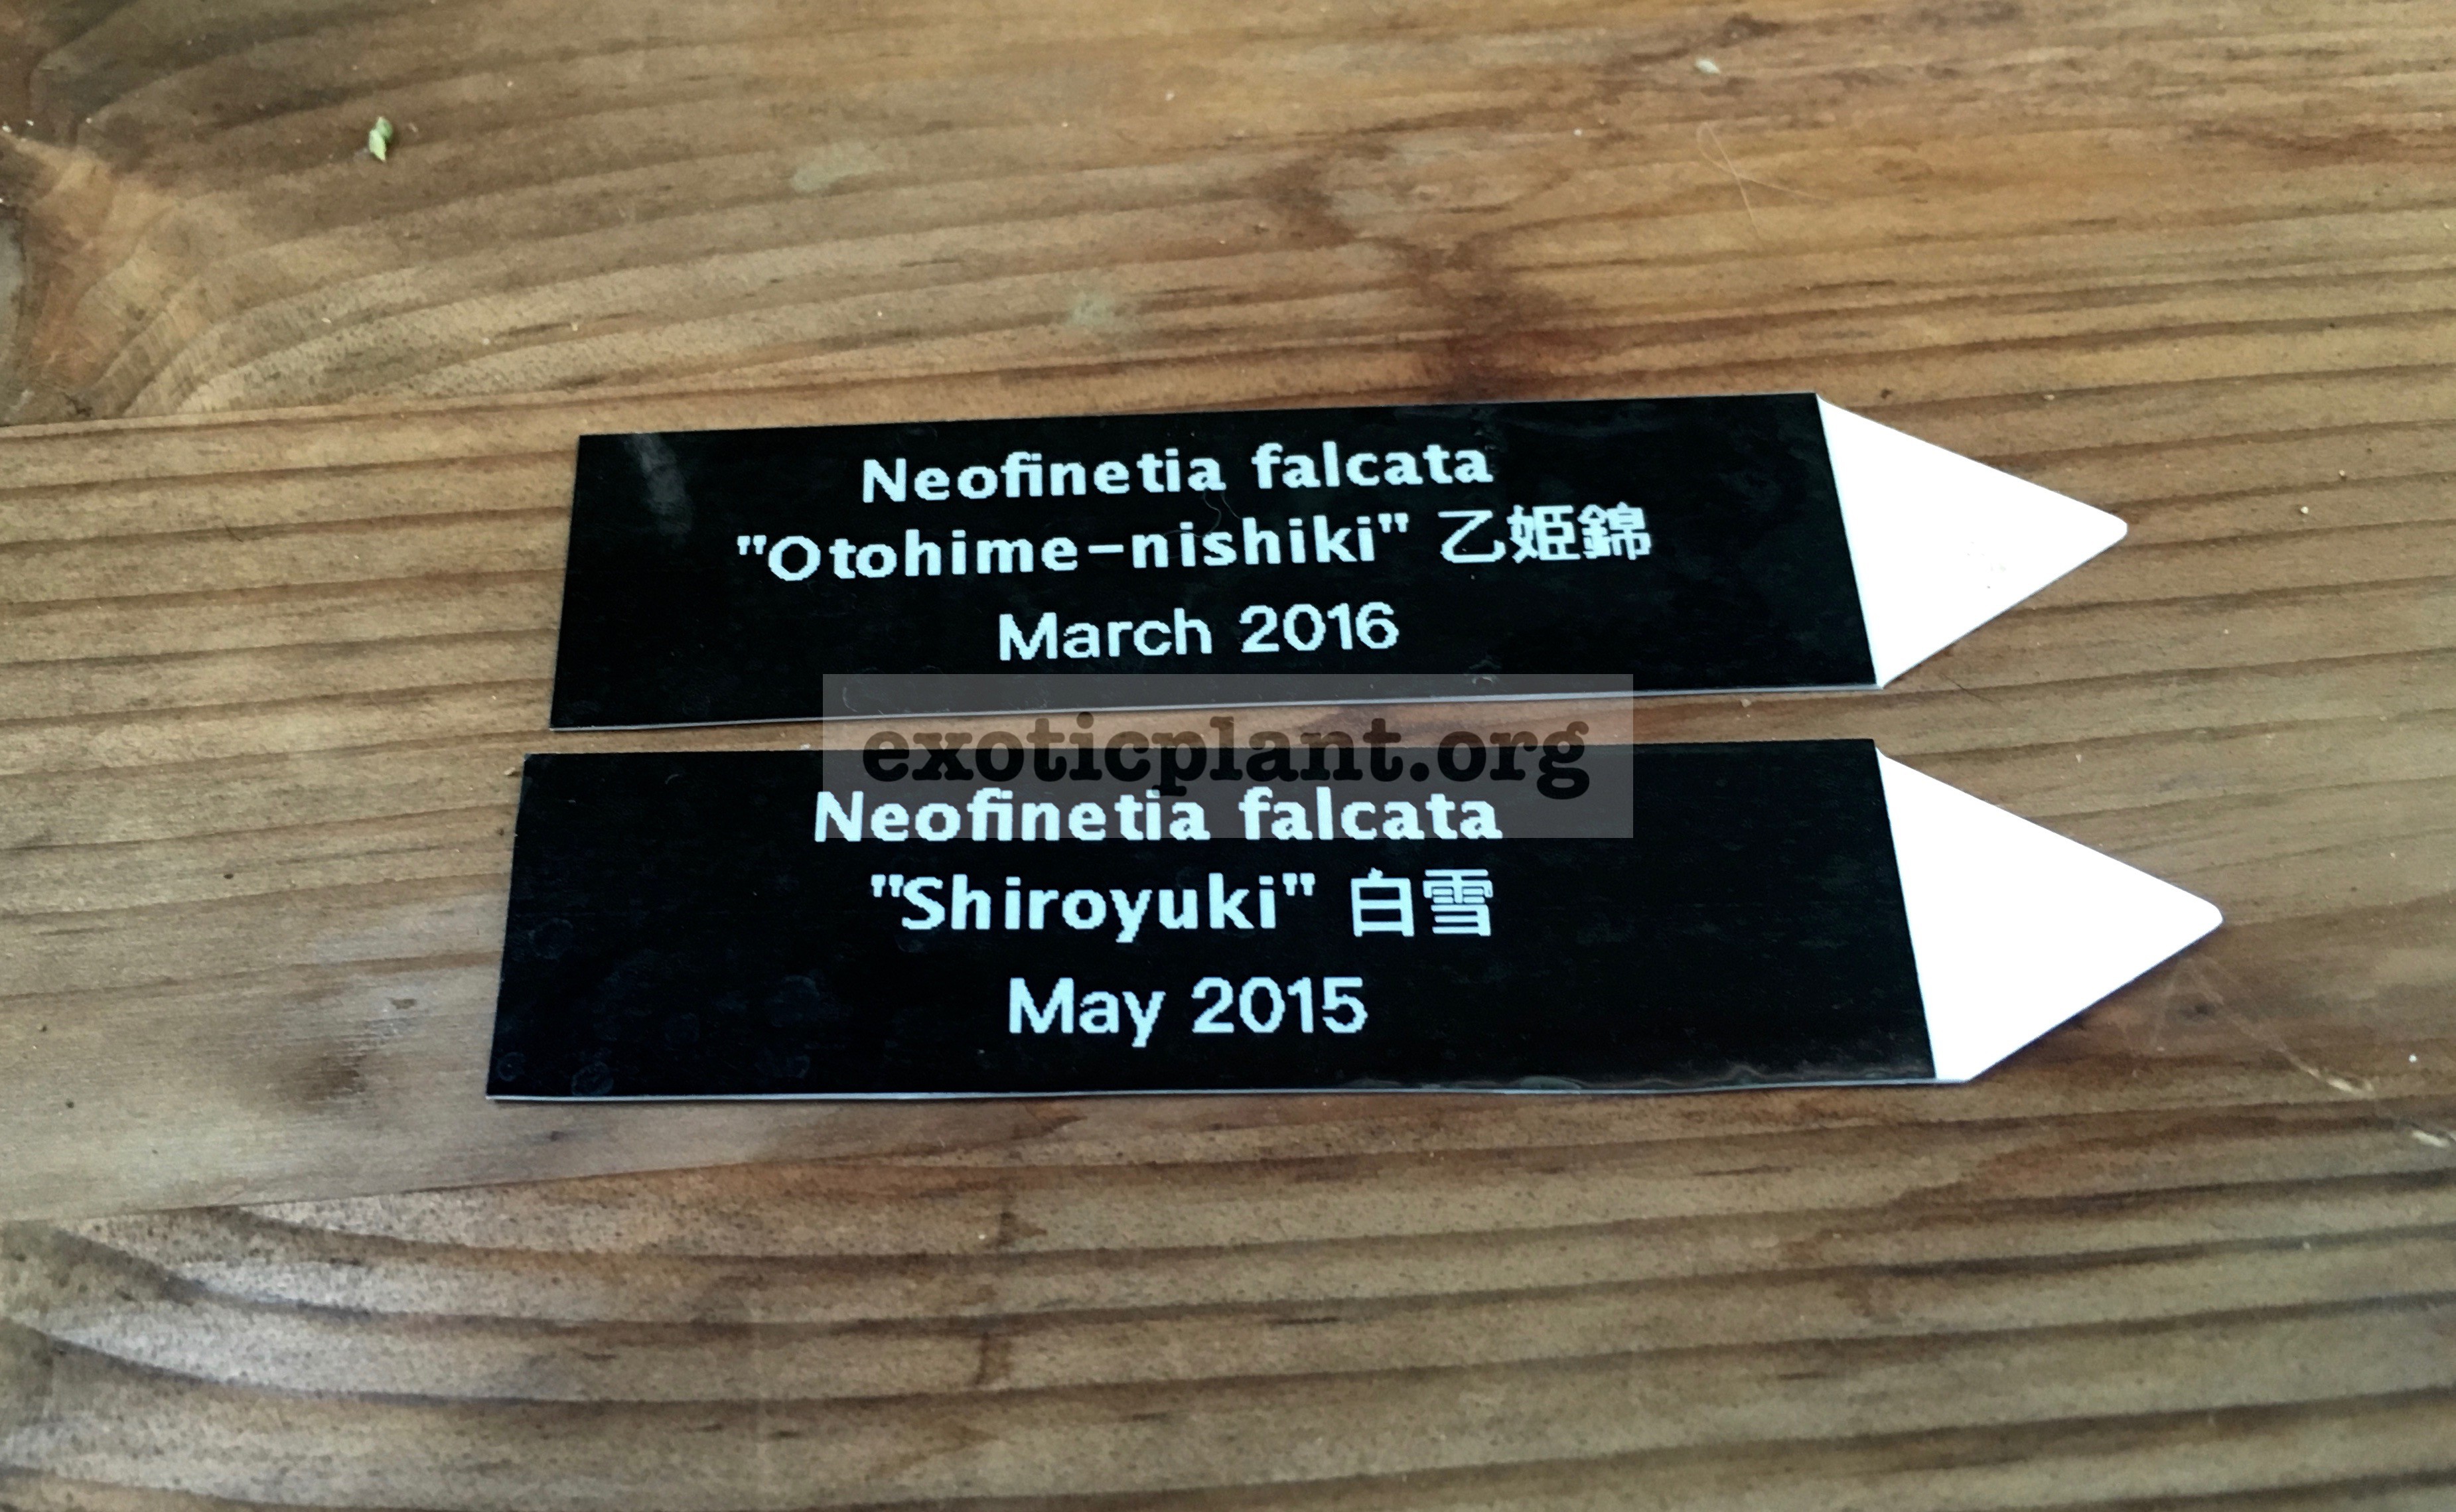 Neofinetia falcata
"Otohime-nishiki" 乙姫錦
March 2016
exoticplant.org
Neofinetia falcata
"Shiroyuki" 白雪
May 2015